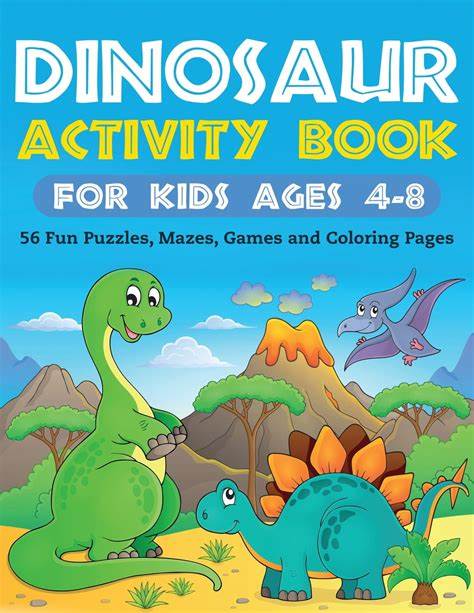 DINOSAUR
ACTIVITY BOOK
FOR KIDS AGES 4-8
56 Fun Puzzles, Mazes, Games and Coloring Pages